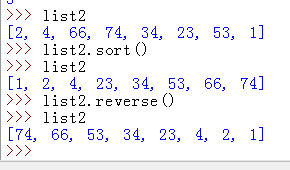 >>> list2
[2, 4, 66, 74, 34, 23, 53, 1]
>>> list2.sort()
>>> list2
[1, 2, 4, 23, 34, 53, 66, 74]
>>> list2.reverse()
>>> list2
[74, 66, 53, 34, 23, 4, 2, 1]
>>>